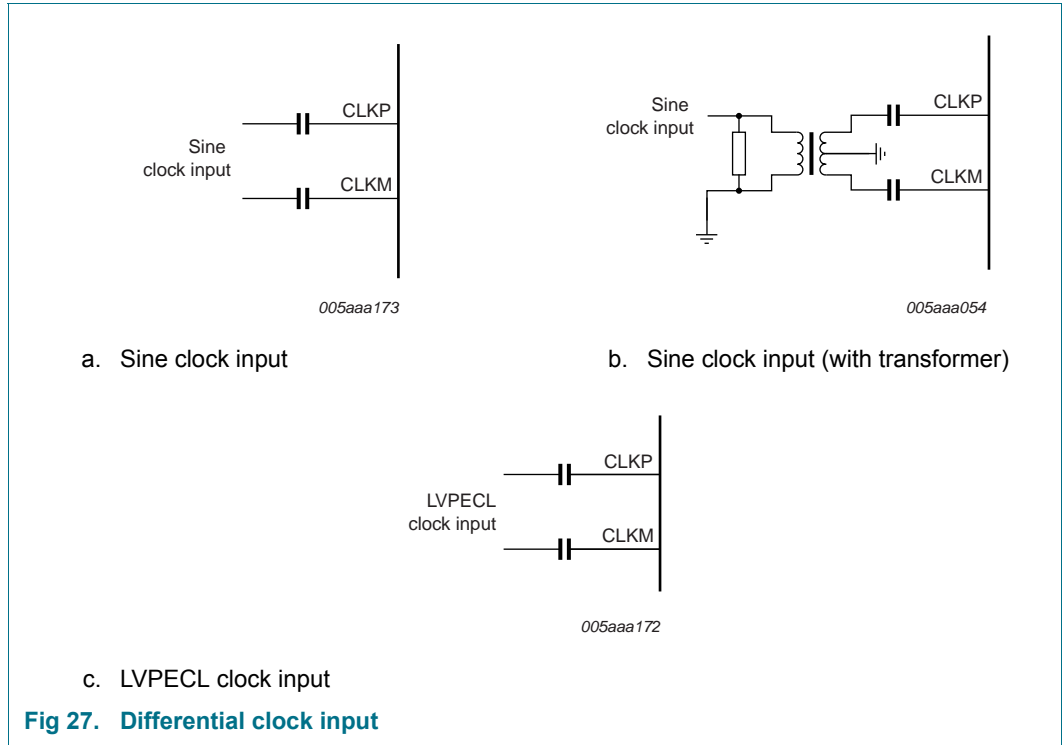 CLKP
Sine
clock input
CLKM
005aaa173
a. Sine clock input
Sine
clock input
CLKP
CLKM
005aaa054
b. Sine clock input (with transformer)
CLKP
LVPECL
clock input
CLKM
005aaa172
c. LVPECL clock input
Fig 27. Differential clock input